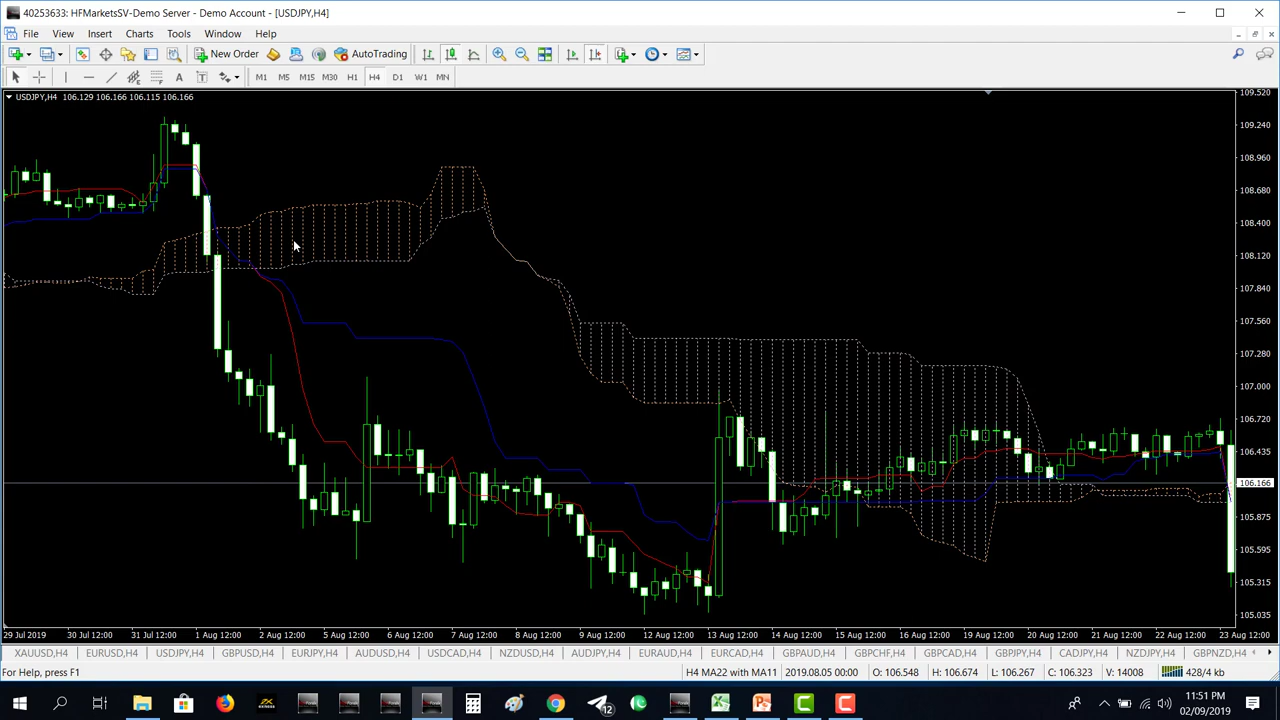 40253633: HFMarketsSV-Demo Server - Demo Account - [USDJPY,H4]
File View Insert Charts Tools Window Help
New Order AutoTrading
A T M1 M5 M15 M30 H1 H4 D1 W1 MN
USDJPY,H4 106.129 106.166 106.115 106.166
109.520
109.240
108.960
108.680
108.400
108.120
107.840
107.560
107.280
107.000
106.720
106.435
106.166
105.875
105.595
105.315
105.035
29 Jul 2019 30 Jul 12:00 31 Jul 12:00 1 Aug 12:00 2 Aug 12:00 5 Aug 12:00 6 Aug 12:00 7 Aug 12:00 8 Aug 12:00 9 Aug 12:00 12 Aug 12:00 13 Aug 12:00 14 Aug 12:00 15 Aug 12:00 16 Aug 12:00 19 Aug 12:00 20 Aug 12:00 21 Aug 12:00 22 Aug 12:00 23 Aug 12:00
XAUUSD,H4 EURUSD,H4 USDJPY,H4 GBPUSD,H4 EURJPY,H4 AUDUSD,H4 USDCAD,H4 NZDUSD,H4 AUDJPY,H4 EURAUD,H4 EURCAD,H4 GBPAUD,H4 GBPCHF,H4 GBPCAD,H4 GBPJPY,H4 CADJPY,H4 NZDJPY,H4 GBPNZD,H4
For Help, press F1 H4 MA22 with MA11 2019.08.05 00:00 O: 106.548 H: 106.674 L: 106.267 C: 106.323 V: 14008 428/4 kb
12 11:51 PM
02/09/2019